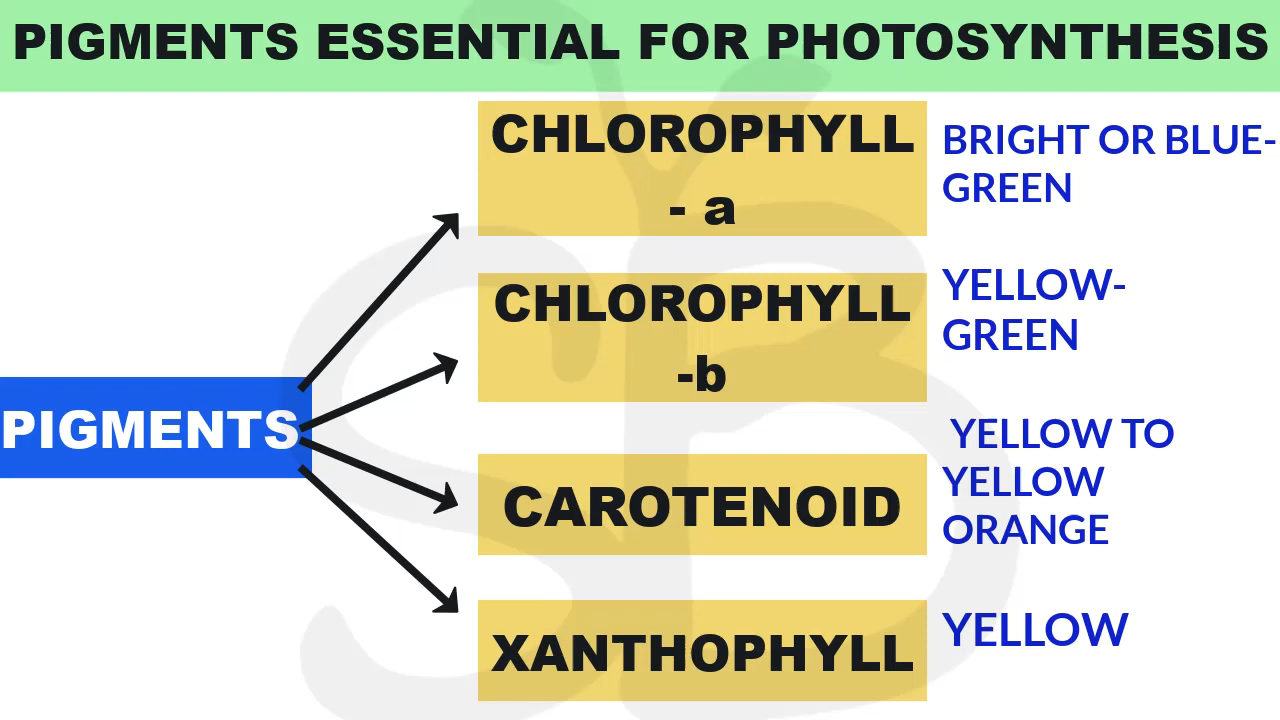 PIGMENTS ESSENTIAL FOR PHOTOSYNTHESIS
CHLOROPHYLL
- a
BRIGHT OR BLUE-
GREEN
CHLOROPHYLL
-b
YELLOW-
GREEN
PIGMENTS
CAROTENOID
YELLOW TO
YELLOW
ORANGE
XANTHOPHYLL
YELLOW